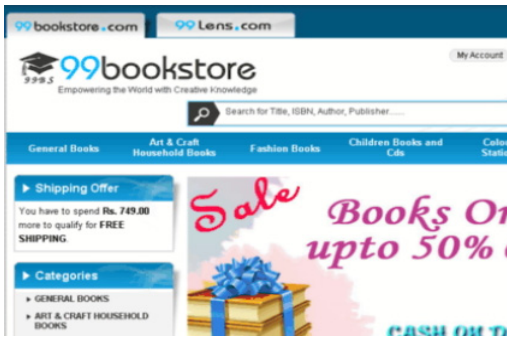 99bookstore.com
99Lens.com
99bookstore
99BS
Empowering the World with Creative Knowledge
My Account
Search for Title, ISBN, Author, Publisher......
General Books
Art & Craft
Household Books
Fashion Books
Children Books and
Cds
Shipping Offer
You have to spend Rs. 749.00
more to qualify for FREE
SHIPPING
Sale
Books
upto 50%
Categories
GENERAL BOOKS
ART & CRAFT HOUSEHOLD
BOOKS
CASH ON